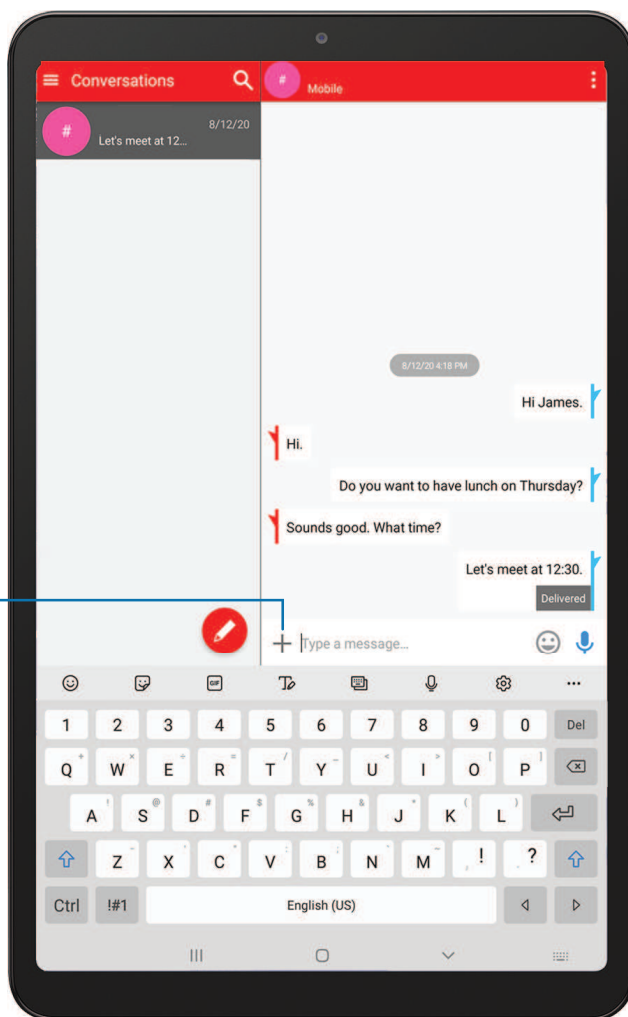 Conversations
#
Mobile
#
8/12/20
Let's meet at 12...
8/12/20 4:18 PM
Hi James.
Hi.
Do you want to have lunch on Thursday?
Sounds good. What time?
Let's meet at 12:30.
Delivered
Type a message...
GIF
T
1 2 3 4 5 6 7 8 9 0 Del
Q + W × E ÷ R = T / Y _ U < I > O [ P ]
A ! S @ D # F $ G % H & J * K ( L )
Z - X ' C " V : B ; N , M ~ , ! . ?
Ctrl !#1 English (US)